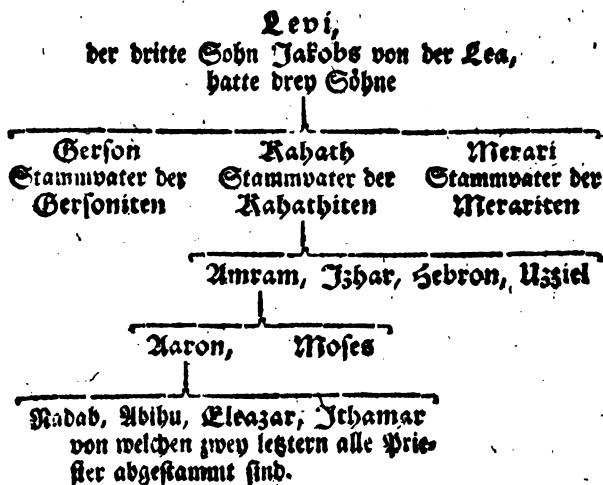 Levi,
der dritte Sohn Jakobs von der Lea,
hatte drey Söhne
Gerson Kahath Merari
Stammvater der Stammvater der Stammvater der
Gersoniten Kahathiten Merariten
Amram, Izhar, Hebron, Uzziel
Aaron, Moses
Nadab, Abihu, Eleazar, Ithamar
von welchen zwey letztern alle Prie-
ster abgestammt sind.